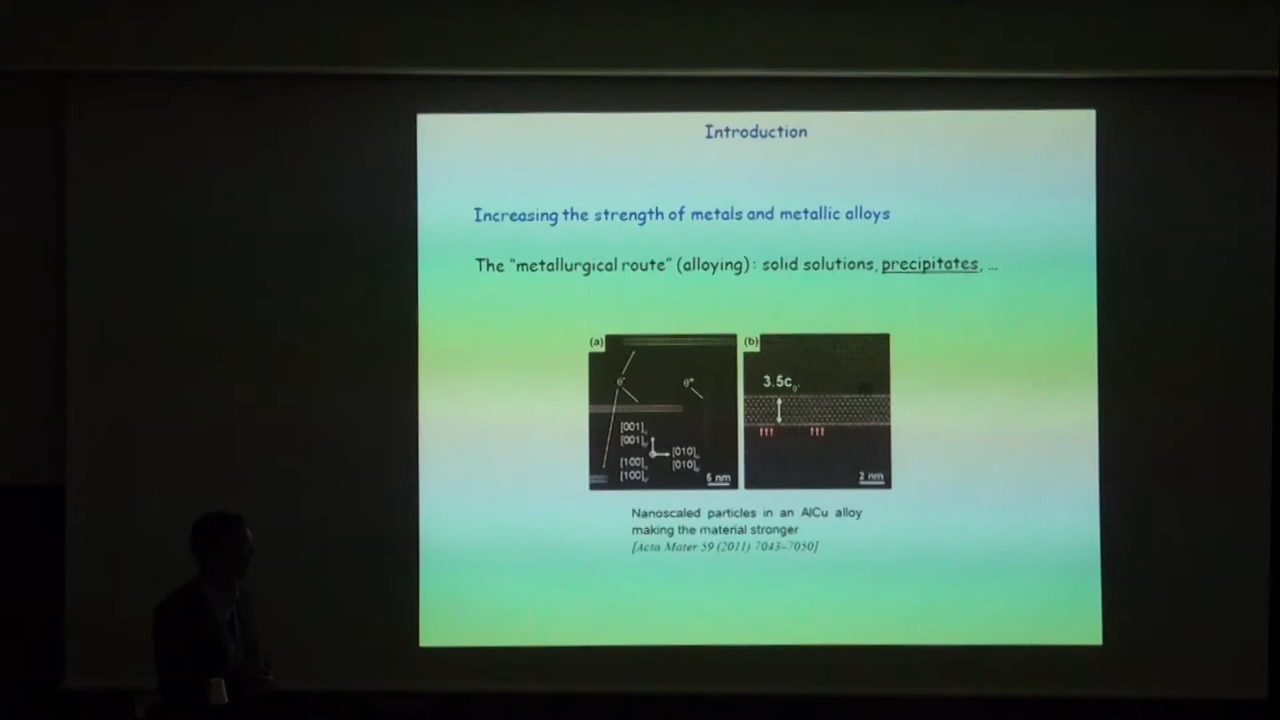 Introduction
Increasing the strength of metals and metallic alloys
The “metallurgical route” (alloying): solid solutions, precipitates, ...
(a)
(b)
θ'
θ"
3.5c
[001]
[001]
[010]
[010]
[100]
[100]
5 nm
2 nm
Nanoscaled particles in an AlCu alloy
making the material stronger
[Acta Mater 59 (2011) 7043–7050]